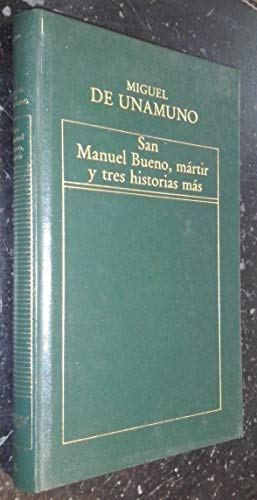 MIGUEL
DE UNAMUNO
San
Manuel Bueno, mártir
y tres historias más